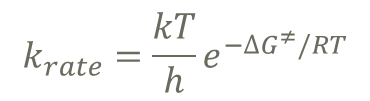 k_rate = kT/h e^{-ΔG^≠/RT}